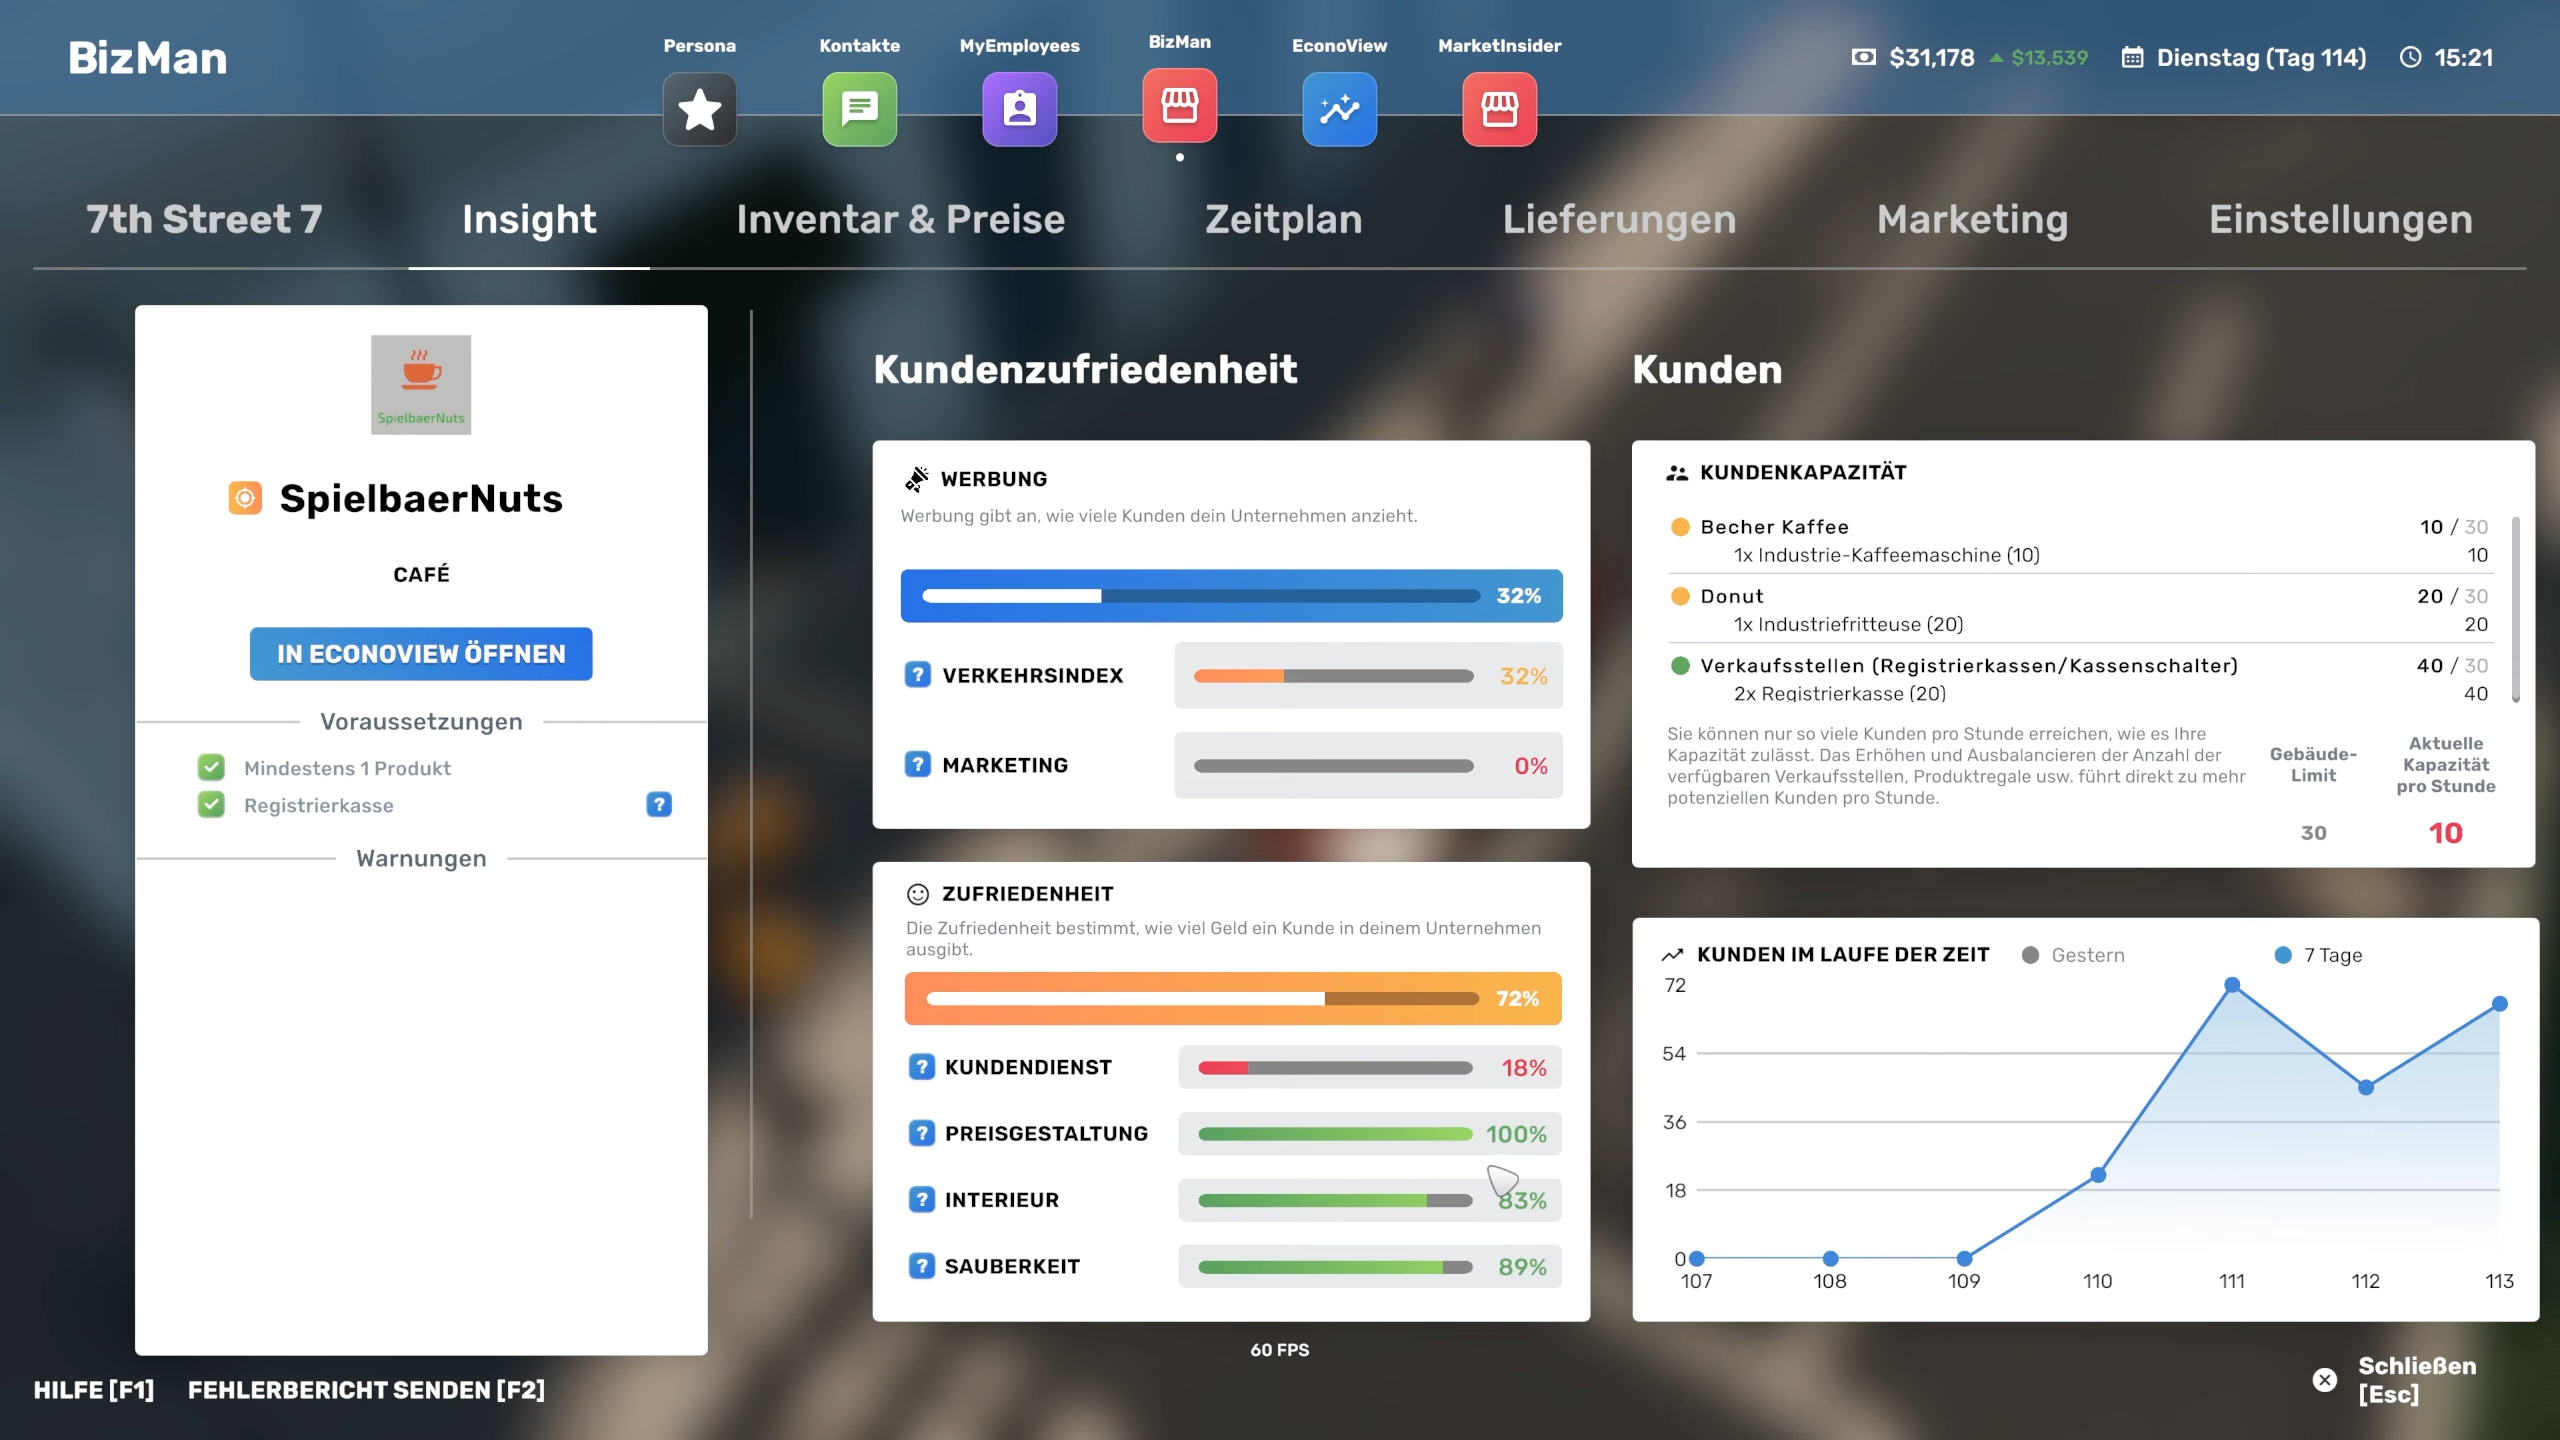 BizMan
Persona
Kontakte
MyEmployees
BizMan
EconoView
MarketInsider
$31,178
$13,539
Dienstag (Tag 114)
15:21
7th Street 7
Insight
Inventar & Preise
Zeitplan
Lieferungen
Marketing
Einstellungen
SpielbaerNuts
SpielbaerNuts
CAFÉ
IN ECONOVIEW ÖFFNEN
Voraussetzungen
Mindestens 1 Produkt
Registrierkasse
?
Warnungen
Kundenzufriedenheit
WERBUNG
Werbung gibt an, wie viele Kunden dein Unternehmen anzieht.
32%
? VERKEHRSINDEX 32%
? MARKETING 0%
ZUFRIEDENHEIT
Die Zufriedenheit bestimmt, wie viel Geld ein Kunde in deinem Unternehmen
ausgibt.
72%
? KUNDENDIENST 18%
? PREISGESTALTUNG 100%
? INTERIEUR 83%
? SAUBERKEIT 89%
Kunden
KUNDENKAPAZITÄT
Becher Kaffee 10 / 30
1x Industrie-Kaffeemaschine (10) 10
Donut 20 / 30
1x Industriefritteuse (20) 20
Verkaufsstellen (Registrierkassen/Kassenschalter) 40 / 30
2x Registrierkasse (20) 40
Sie können nur so viele Kunden pro Stunde erreichen, wie es Ihre
Kapazität zulässt. Das Erhöhen und Ausbalancieren der Anzahl der
verfügbaren Verkaufsstellen, Produktregale usw. führt direkt zu mehr
potenziellen Kunden pro Stunde.
Gebäude-
Limit
30
Aktuelle
Kapazität
pro Stunde
10
KUNDEN IM LAUFE DER ZEIT
Gestern
7 Tage
72
54
36
18
0
107 108 109 110 111 112 113
60 FPS
HILFE [F1]
FEHLERBERICHT SENDEN [F2]
Schließen
[Esc]